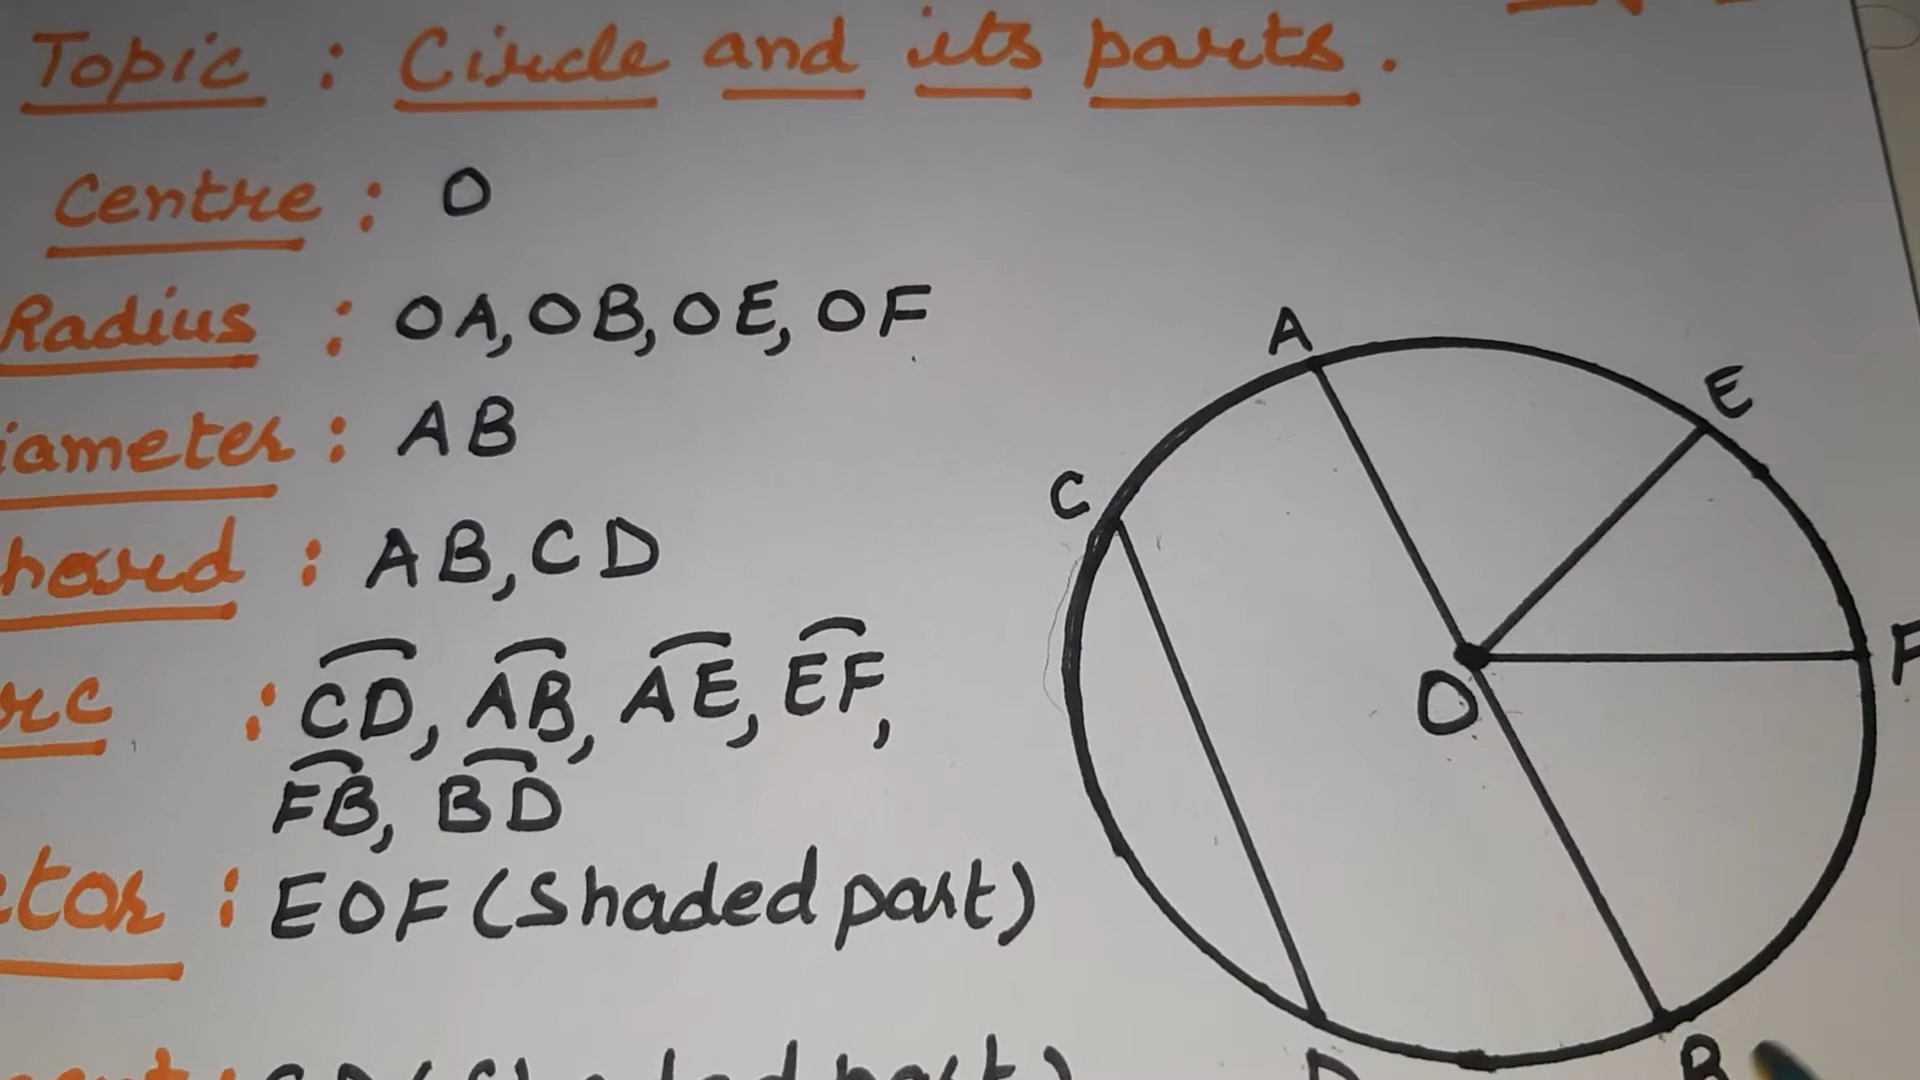 Topic : Circle and its parts.
Centre : O
Radius : OA, OB, OE, OF
iameter : AB
hord : AB, CD
rc : CD, AB, AE, EF,
FB, BD
ctor : EOF (Shaded part)
A
E
C
F
O
B